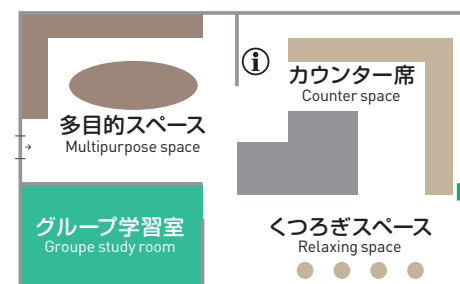 カウンター席
Counter space
多目的スペース
Multipurpose space
グループ学習室
Groupe study room
くつろぎスペース
Relaxing space